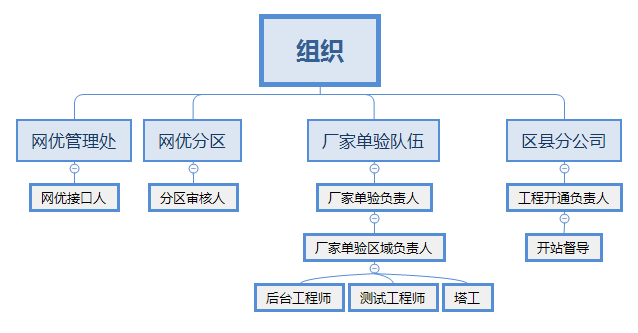 组织
网优管理处
网优分区
厂家单验队伍
区县分公司
网优接口人
分区审核人
厂家单验负责人
工程开通负责人
厂家单验区域负责人
开站督导
后台工程师
测试工程师
塔工